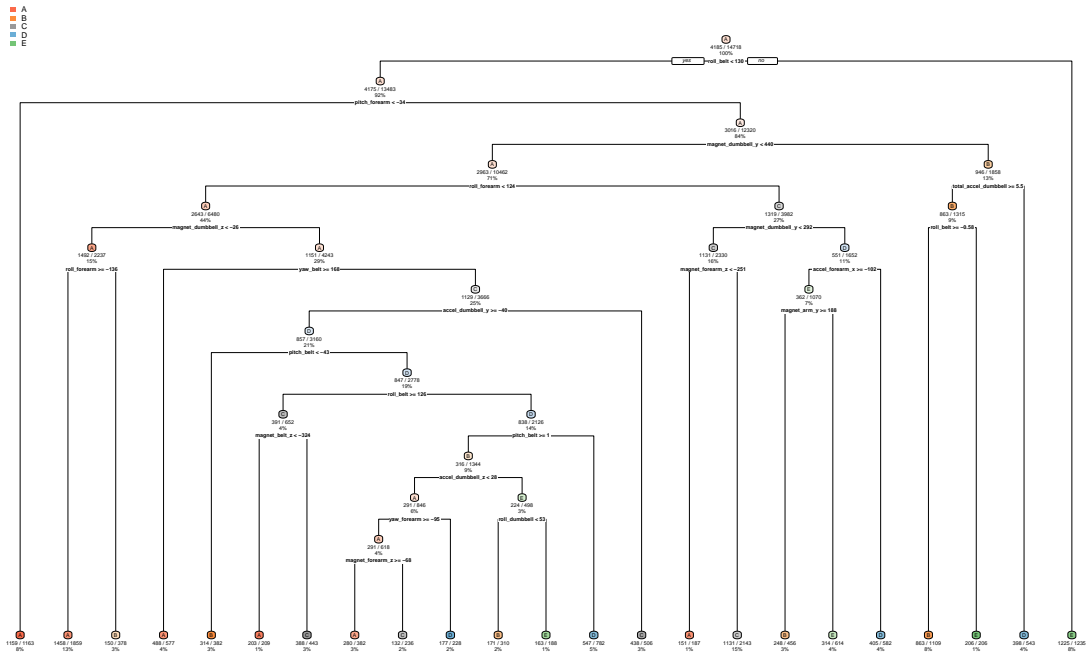 A
B
C
D
E
A
4185 / 14718
100%
yes roll_belt < 130 no
A
4175 / 13483
92%
pitch_forearm < −34
A
3016 / 12320
84%
magnet_dumbbell_y < 440
A
2963 / 10462
71%
roll_forearm < 124
B
946 / 1858
13%
total_accel_dumbbell >= 5.5
A
2643 / 6480
44%
magnet_dumbbell_z < −26
C
1319 / 3982
27%
magnet_dumbbell_y < 292
B
863 / 1315
9%
roll_belt >= −0.58
A
1492 / 2237
15%
roll_forearm >= −136
A
1151 / 4243
29%
yaw_belt >= 168
C
1131 / 2330
16%
magnet_forearm_z < −251
D
551 / 1652
11%
accel_forearm_x >= −102
C
1129 / 3666
25%
accel_dumbbell_y >= −40
E
362 / 1070
7%
magnet_arm_y >= 188
D
857 / 3160
21%
pitch_belt < −43
D
847 / 2778
19%
roll_belt >= 126
C
391 / 652
4%
magnet_belt_z < −324
D
838 / 2126
14%
pitch_belt >= 1
B
316 / 1344
9%
accel_dumbbell_z < 28
A
291 / 846
6%
yaw_forearm >= −95
E
224 / 498
3%
roll_dumbbell < 53
A
291 / 618
4%
magnet_forearm_z >= −68
A
1159 / 1163
8%
A
1458 / 1859
13%
B
150 / 378
3%
A
488 / 577
4%
B
314 / 382
3%
A
203 / 209
1%
C
388 / 443
3%
A
280 / 382
3%
C
132 / 236
2%
D
177 / 228
2%
B
171 / 310
2%
E
163 / 188
1%
D
547 / 782
5%
C
438 / 506
3%
A
151 / 187
1%
C
1131 / 2143
15%
B
248 / 456
3%
E
314 / 614
4%
D
405 / 582
4%
B
863 / 1109
8%
E
206 / 206
1%
D
398 / 543
4%
E
1225 / 1235
8%